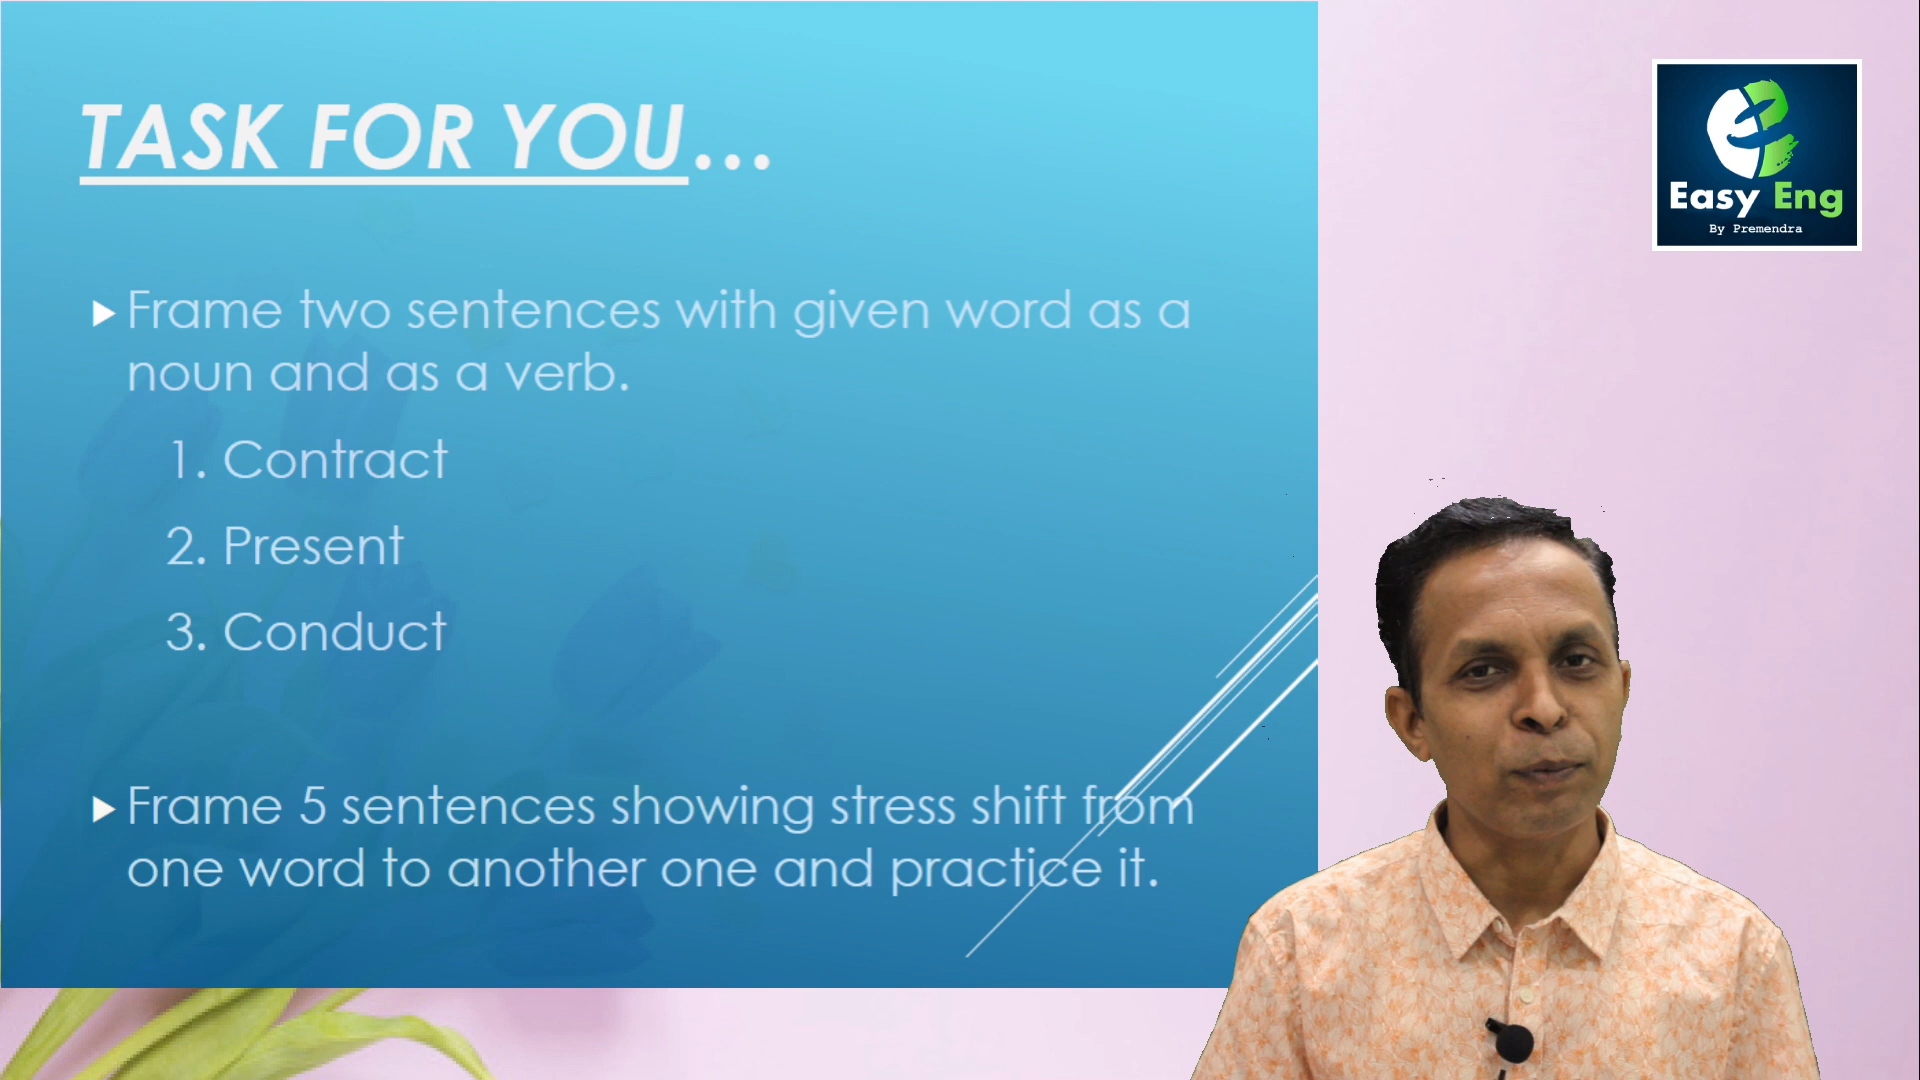 TASK FOR YOU...
Frame two sentences with given word as a
noun and as a verb.
1. Contract
2. Present
3. Conduct
Frame 5 sentences showing stress shift from
one word to another one and practice it.
Easy Eng
By Premendra